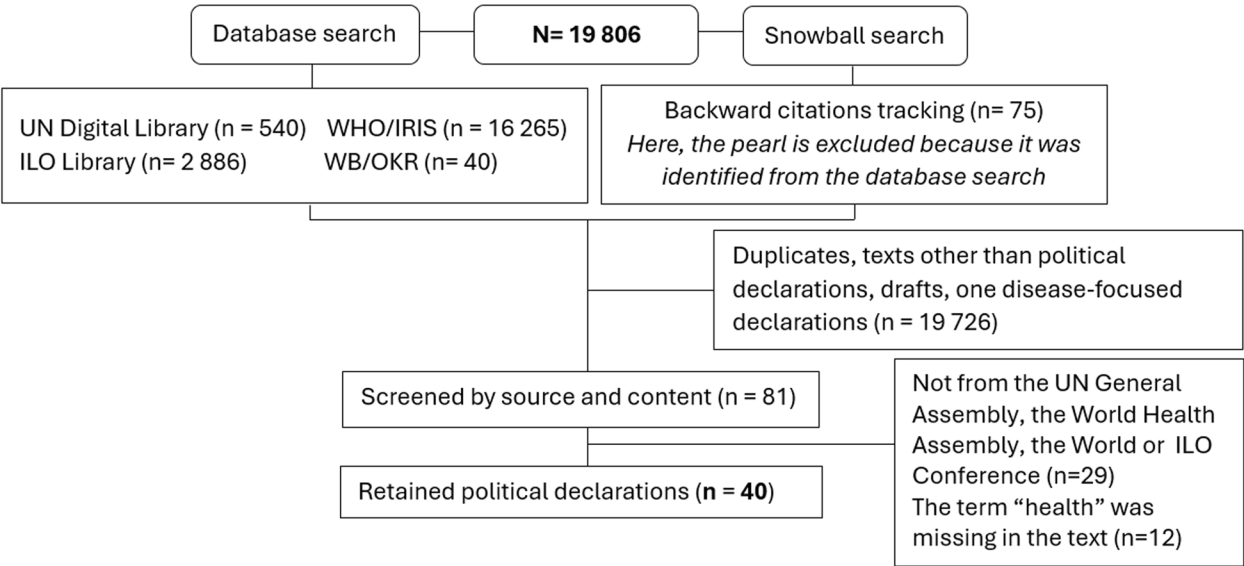 Database search
N= 19 806
Snowball search
UN Digital Library (n = 540) WHO/IRIS (n = 16 265)
ILO Library (n= 2 886) WB/OKR (n= 40)
Backward citations tracking (n= 75)
Here, the pearl is excluded because it was
identified from the database search
Duplicates, texts other than political
declarations, drafts, one disease-focused
declarations (n = 19 726)
Screened by source and content (n = 81)
Not from the UN General
Assembly, the World Health
Assembly, the World or ILO
Conference (n=29)
The term “health” was
missing in the text (n=12)
Retained political declarations (n = 40)